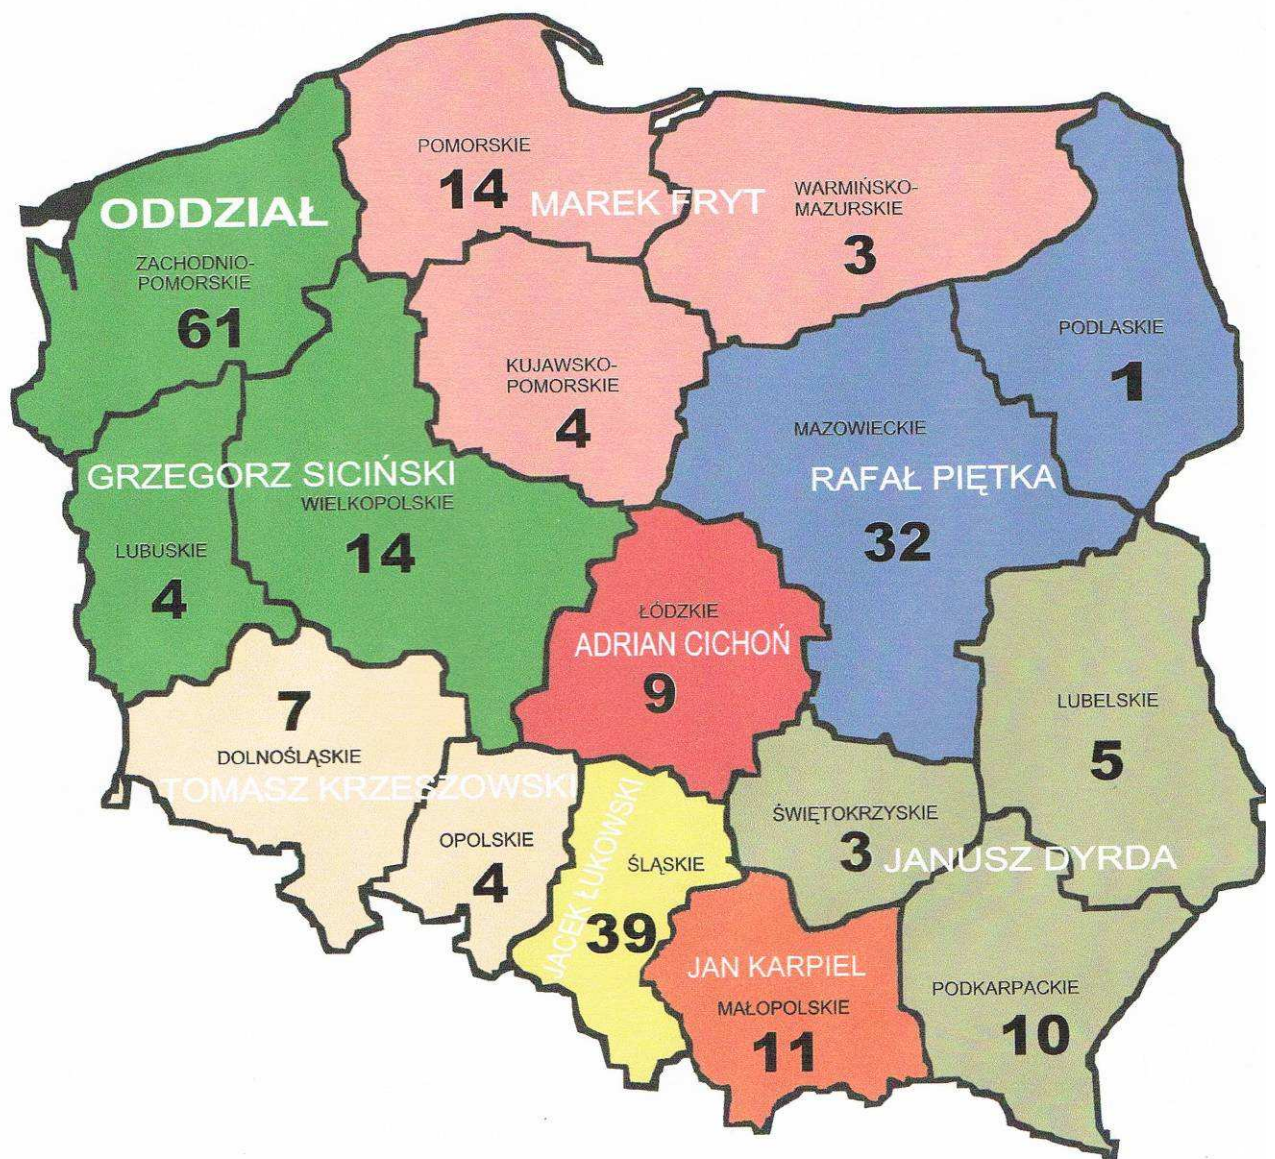 POMORSKIE
14
MAREK FRYT
WARMIŃSKO-
MAZURSKIE
3
ODDZIAŁ
ZACHODNIO-
POMORSKIE
61
KUJAWSKO-
POMORSKIE
4
PODLASKIE
1
MAZOWIECKIE
RAFAŁ PIĘTKA
32
GRZEGORZ SICIŃSKI
WIELKOPOLSKIE
14
LUBUSKIE
4
ŁÓDZKIE
ADRIAN CICHOŃ
9
7
DOLNOŚLĄSKIE
TOMASZ KRZESZOWSKI
OPOLSKIE
4
JACEK ŁUKOWSKI
ŚLĄSKIE
39
LUBELSKIE
5
ŚWIĘTOKRZYSKIE
3
JANUSZ DYRDA
JAN KARPIEL
MAŁOPOLSKIE
11
PODKARPACKIE
10